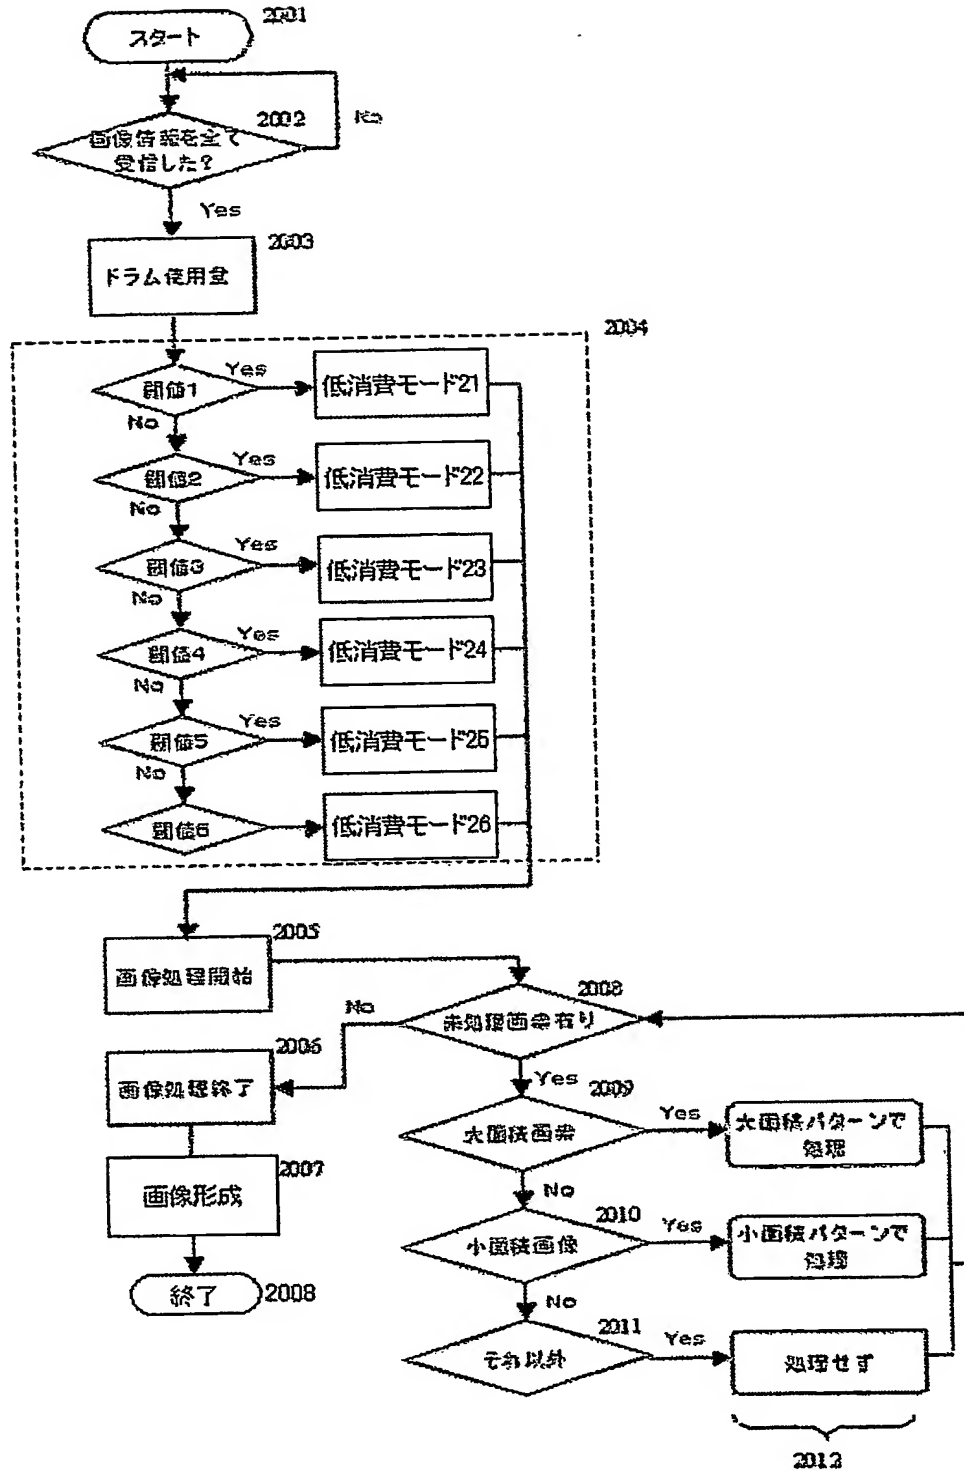 スタート
2001
画像情報を全て
受信した?
2002
No
Yes
ドラム使用量
2003
2004
閾値1
Yes
低消費モード21
No
閾値2
Yes
低消費モード22
No
閾値3
Yes
低消費モード23
No
閾値4
Yes
低消費モード24
No
閾値5
Yes
低消費モード25
No
閾値6
低消費モード26
画像処理開始
2005
未処理画素有り
2008
No
Yes
画像処理終了
2006
大面積画素
2009
Yes
大面積パターンで
処理
No
画像形成
2007
小面積画像
2010
Yes
小面積パターンで
処理
No
終了
2008
それ以外
2011
Yes
処理せず
2012